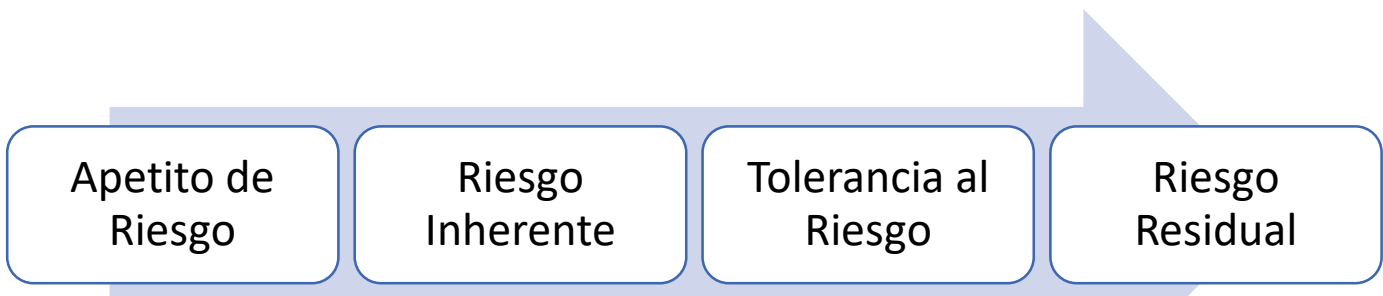 Apetito de
Riesgo
Riesgo
Inherente
Tolerancia al
Riesgo
Riesgo
Residual